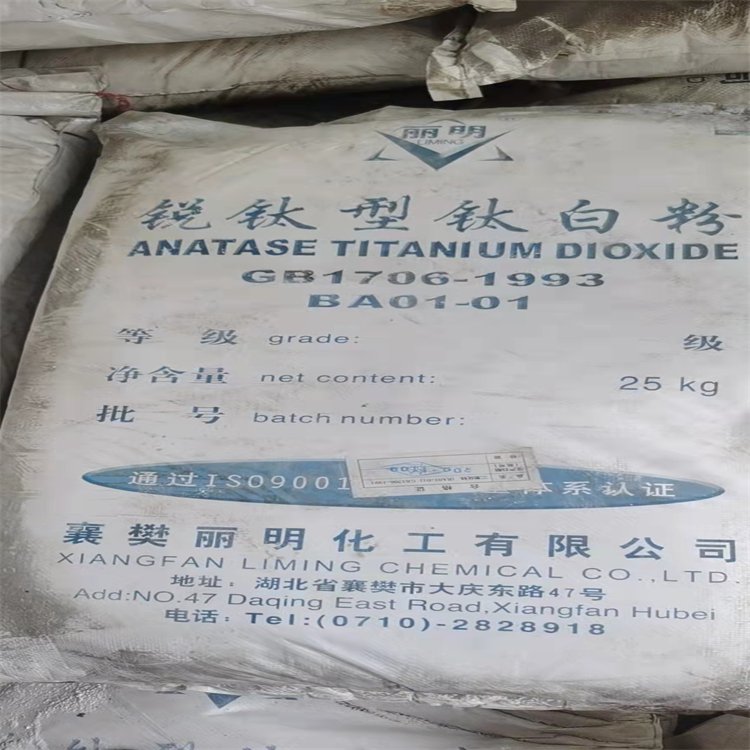 丽明
LIMING
锐钛型钛白粉
ANATASE TITANIUM DIOXIDE
GB1706-1993
BA01-01
等 级 grade: 级
净含量 net content: 25 kg
批 号 batch number:
通过ISO9001 体系认证
合格证
襄樊丽明化工有限公司
XIANGFAN LIMING CHEMICAL CO.,LTD.
地址:湖北省襄樊市大庆东路47号
Add:NO.47 Daqing East Road,Xiangfan Hubei
电话:Tel:(0710)-2828918